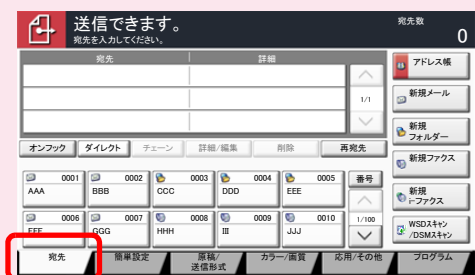 送信できます。
宛先を入力してください。
宛先数
0
宛先 詳細
1/1
アドレス帳
新規メール
新規
フォルダー
新規ファクス
新規
i-ファクス
WSDスキャン
/DSMスキャン
オンフック ダイレクト チェーン 詳細/編集 削除 再宛先
0001 0002 0003 0004 0005 番号
AAA BBB CCC DDD EEE
0006 0007 0008 0009 0010 1/100
FFF GGG HHH III JJJ
宛先 簡単設定 原稿/
送信形式 カラー/画質 応用/その他 プログラム